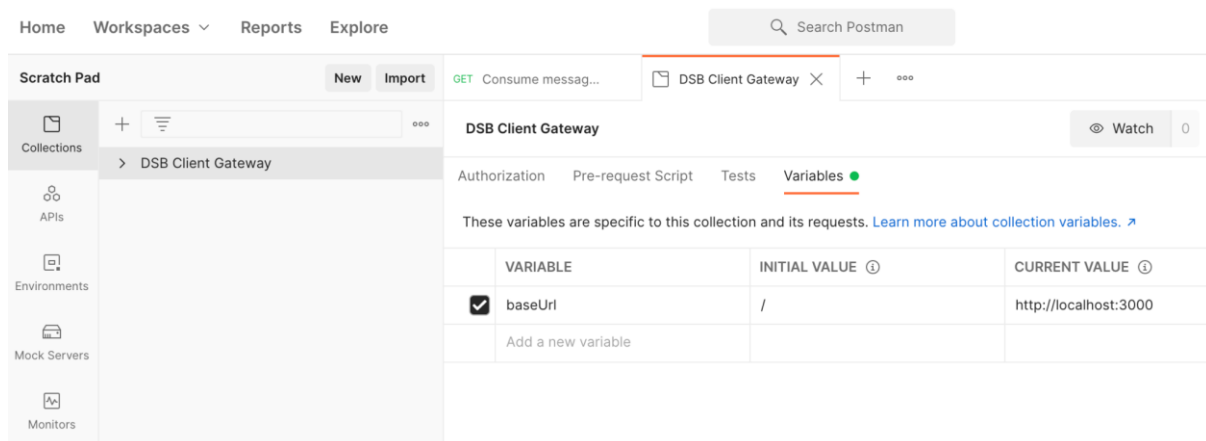 Home Workspaces Reports Explore Search Postman
Scratch Pad New Import GET Consume messag... DSB Client Gateway
Collections
APIs
Environments
Mock Servers
Monitors
DSB Client Gateway
DSB Client Gateway Watch 0
Authorization Pre-request Script Tests Variables
These variables are specific to this collection and its requests. Learn more about collection variables. ↗
VARIABLE INITIAL VALUE CURRENT VALUE
baseUrl / http://localhost:3000
Add a new variable